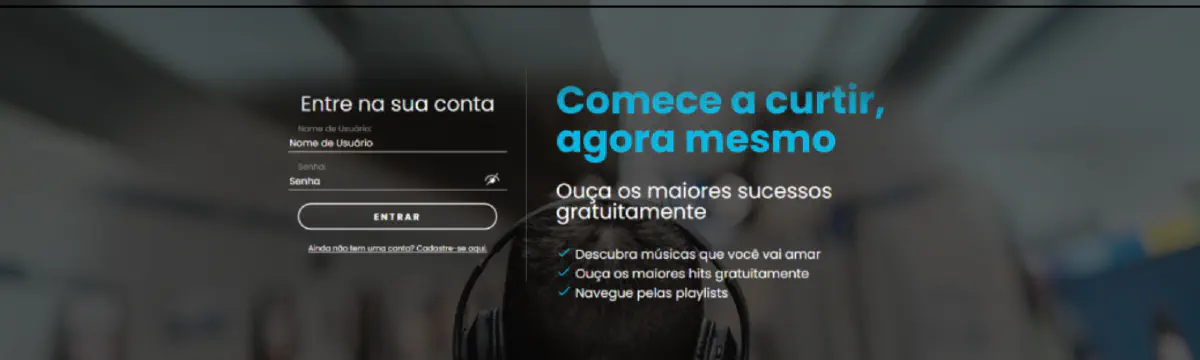 Entre na sua conta
Nome de Usuário:
Nome de Usuário
Senha:
Senha
ENTRAR
Ainda não tem uma conta? Cadastre-se aqui.
Comece a curtir,
agora mesmo
Ouça os maiores sucessos
gratuitamente
Descubra músicas que você vai amar
Ouça os maiores hits gratuitamente
Navegue pelas playlists